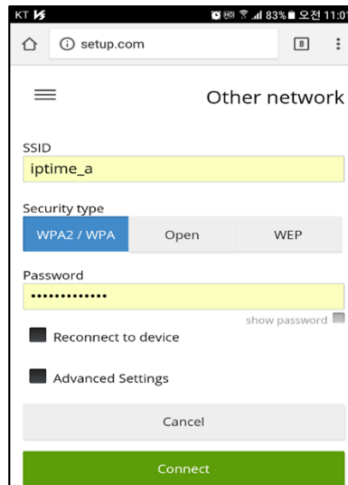 KT 83% 오전 11:01
setup.com 8
Other network
SSID
iptime_a
Security type
WPA2 / WPA Open WEP
Password
•••••••••••••
show password
Reconnect to device
Advanced Settings
Cancel
Connect